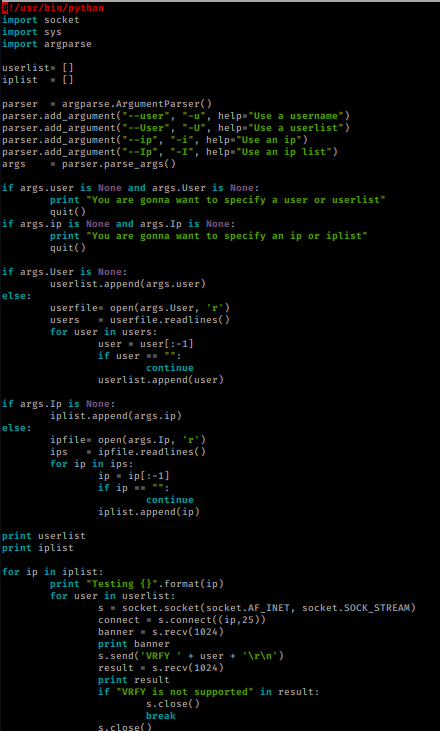 #!/usr/bin/python
import socket
import sys
import argparse

userlist= []
iplist  = []

parser  = argparse.ArgumentParser()
parser.add_argument("--user", "-u", help="Use a username")
parser.add_argument("--User", "-U", help="Use a userlist")
parser.add_argument("--ip", "-i", help="Use an ip")
parser.add_argument("--Ip", "-I", help="Use an ip list")
args    = parser.parse_args()

if args.user is None and args.User is None:
        print "You are gonna want to specify a user or userlist"
        quit()
if args.ip is None and args.Ip is None:
        print "You are gonna want to specify an ip or iplist"
        quit()

if args.User is None:
        userlist.append(args.user)
else:
        userfile= open(args.User, 'r')
        users   = userfile.readlines()
        for user in users:
                user = user[:-1]
                if user == "":
                        continue
                userlist.append(user)

if args.Ip is None:
        iplist.append(args.ip)
else:
        ipfile= open(args.Ip, 'r')
        ips   = ipfile.readlines()
        for ip in ips:
                ip = ip[:-1]
                if ip == "":
                        continue
                iplist.append(ip)

print userlist
print iplist

for ip in iplist:
        print "Testing {}".format(ip)
        for user in userlist:
                s = socket.socket(socket.AF_INET, socket.SOCK_STREAM)
                connect = s.connect((ip,25))
                banner = s.recv(1024)
                print banner
                s.send('VRFY ' + user + '\r\n')
                result = s.recv(1024)
                print result
                if "VRFY is not supported" in result:
                        s.close()
                        break
                s.close()